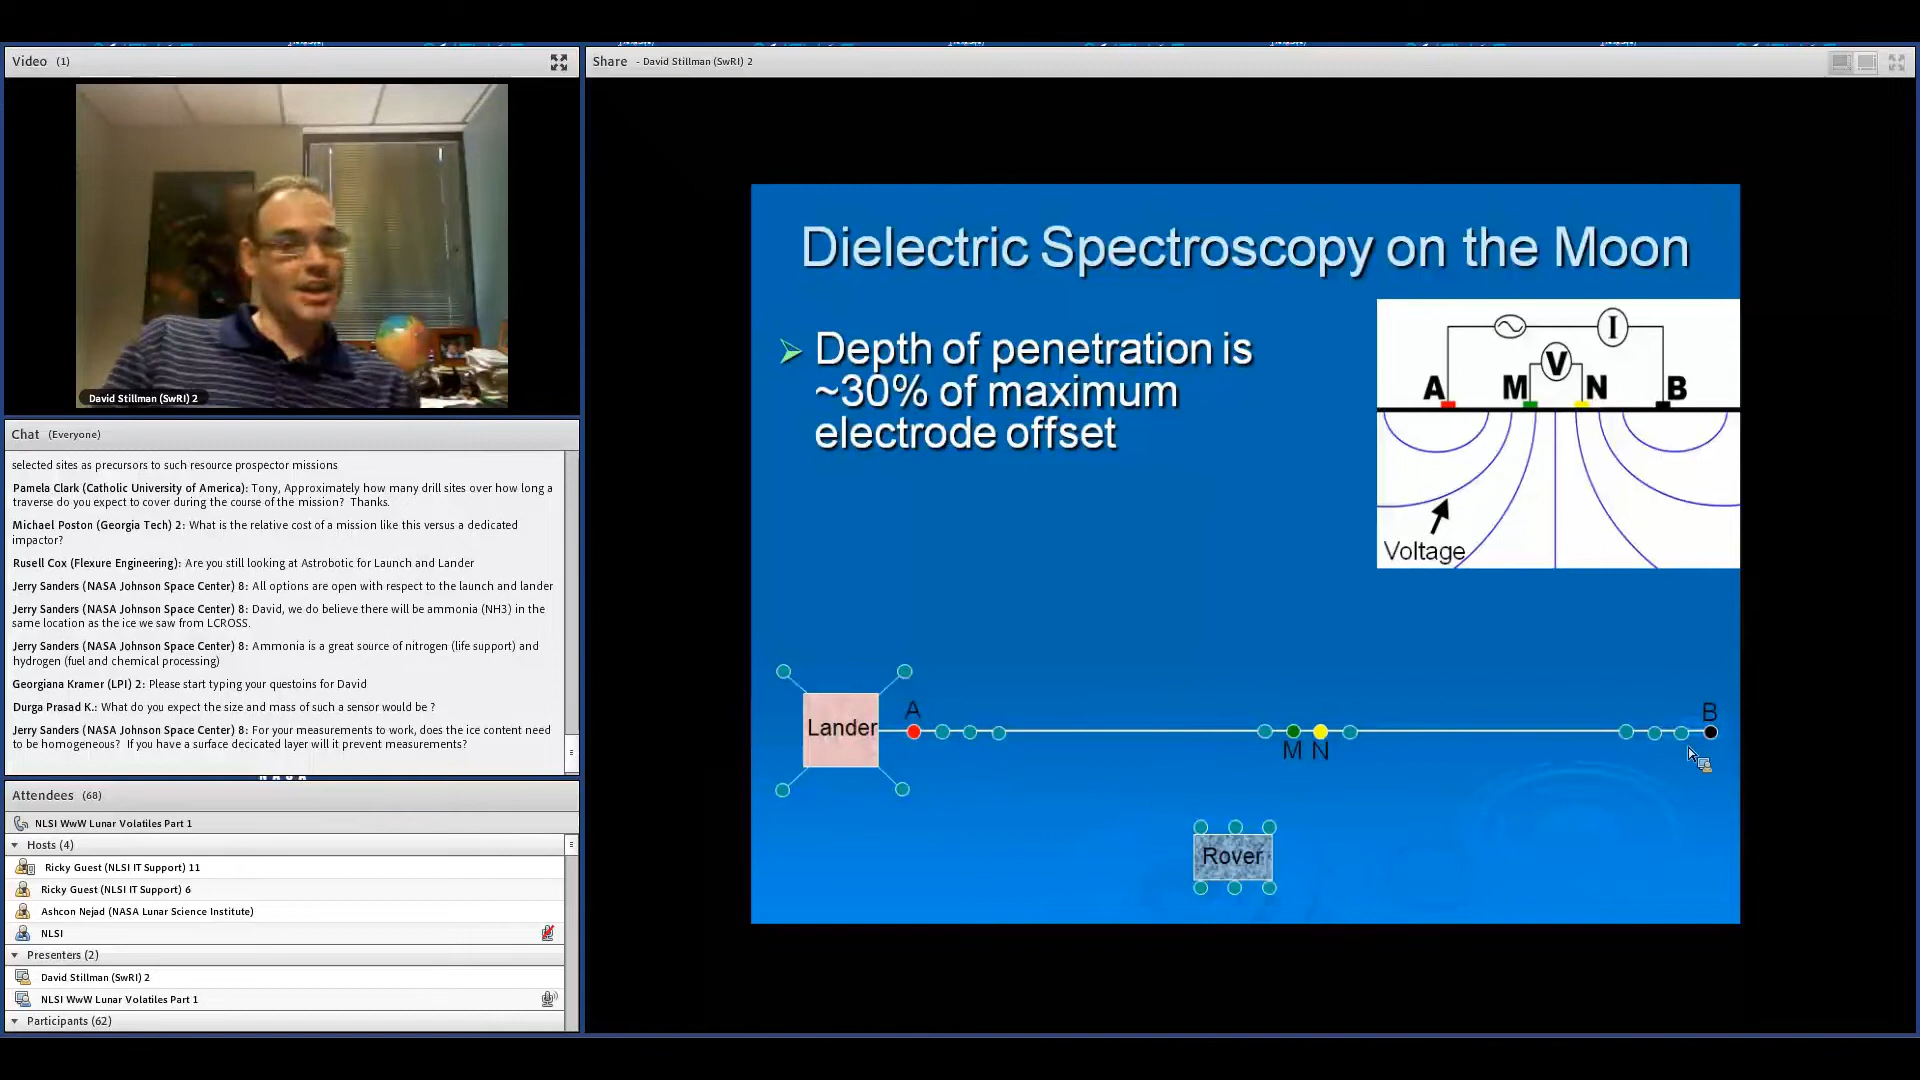 Video (1)
David Stillman (SwRI) 2
Chat (Everyone)
selected sites as precursors to such resource prospector missions
Pamela Clark (Catholic University of America): Tony, Approximately how many drill sites over how long a
traverse do you expect to cover during the course of the mission? Thanks.
Michael Poston (Georgia Tech) 2: What is the relative cost of a mission like this versus a dedicated
impactor?
Rusell Cox (Flexure Engineering): Are you still looking at Astrobotic for Launch and Lander
Jerry Sanders (NASA Johnson Space Center) 8: All options are open with respect to the launch and lander
Jerry Sanders (NASA Johnson Space Center) 8: David, we do believe there will be ammonia (NH3) in the
same location as the ice we saw from LCROSS.
Jerry Sanders (NASA Johnson Space Center) 8: Ammonia is a great source of nitrogen (life support) and
hydrogen (fuel and chemical processing)
Georgiana Kramer (LPI) 2: Please start typing your questoins for David
Durga Prasad K.: What do you expect the size and mass of such a sensor would be ?
Jerry Sanders (NASA Johnson Space Center) 8: For your measurements to work, does the ice content need
to be homogeneous? If you have a surface decicated layer will it prevent measurements?
Attendees (68)
NLSI WwW Lunar Volatiles Part 1
Hosts (4)
Ricky Guest (NLSI IT Support) 11
Ricky Guest (NLSI IT Support) 6
Ashcon Nejad (NASA Lunar Science Institute)
NLSI
Presenters (2)
David Stillman (SwRI) 2
NLSI WwW Lunar Volatiles Part 1
Participants (62)
Share - David Stillman (SwRI) 2
Dielectric Spectroscopy on the Moon
Depth of penetration is
~30% of maximum
electrode offset
I
V
A M N B
Voltage
Lander
A
M N
B
Rover